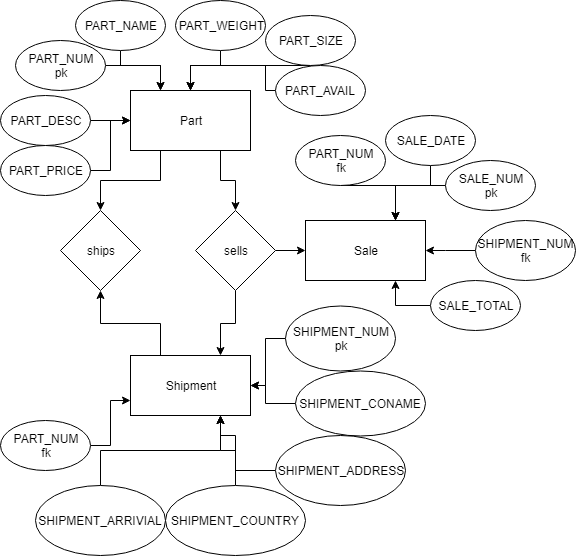 PART_NAME
PART_WEIGHT
PART_SIZE
PART_NUM
pk
PART_AVAIL
PART_DESC
Part
PART_PRICE
SALE_DATE
PART_NUM
fk
SALE_NUM
pk
ships
sells
Sale
SHIPMENT_NUM
fk
SALE_TOTAL
SHIPMENT_NUM
pk
Shipment
SHIPMENT_CONAME
PART_NUM
fk
SHIPMENT_ADDRESS
SHIPMENT_ARRIVIAL
SHIPMENT_COUNTRY